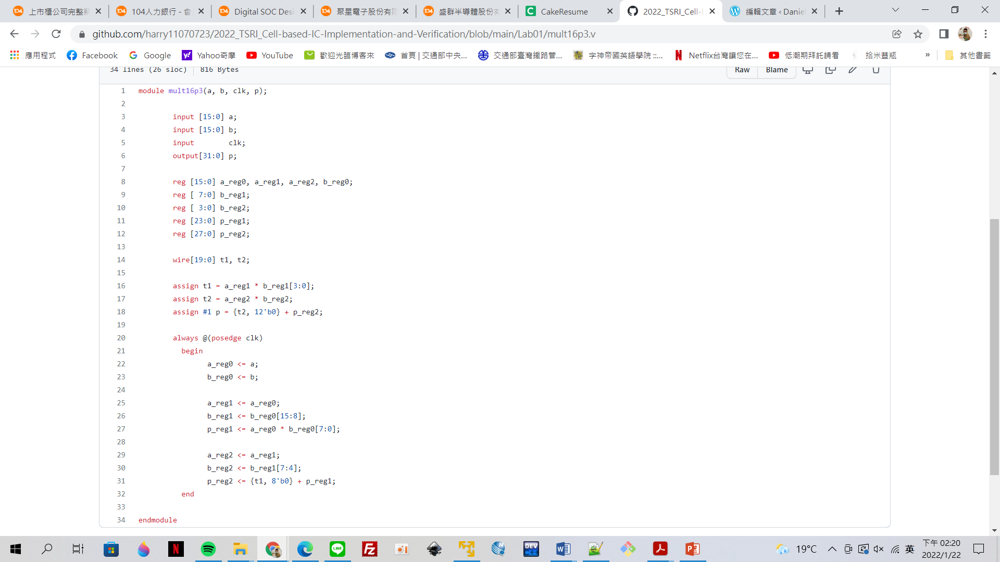 上市櫃公司完整薪
104人力銀行 - 會
Digital SOC Desi
聚星電子股份有限
盛群半導體股份有
CakeResume
2022_TSRI_Cell-b
編輯文章 ‹ Daniel
github.com/harry11070723/2022_TSRI_Cell-based-IC-Implementation-and-Verification/blob/main/Lab01/mult16p3.v
應用程式
Facebook
Google
Yahoo奇摩
YouTube
歡迎光臨博客來
首頁 | 交通部中央...
交通部臺灣鐵路管...
字神帝國英語學院 ::...
Netflix台灣讓您在...
低潮期拜託請看
拾米豐瓶
»
其他書籤
34 lines (26 sloc) 816 Bytes
Raw Blame
1 module mult16p3(a, b, clk, p);
2
3 input [15:0] a;
4 input [15:0] b;
5 input clk;
6 output[31:0] p;
7
8 reg [15:0] a_reg0, a_reg1, a_reg2, b_reg0;
9 reg [ 7:0] b_reg1;
10 reg [ 3:0] b_reg2;
11 reg [23:0] p_reg1;
12 reg [27:0] p_reg2;
13
14 wire[19:0] t1, t2;
15
16 assign t1 = a_reg1 * b_reg1[3:0];
17 assign t2 = a_reg2 * b_reg2;
18 assign #1 p = {t2, 12'b0} + p_reg2;
19
20 always @(posedge clk)
21 begin
22 a_reg0 <= a;
23 b_reg0 <= b;
24
25 a_reg1 <= a_reg0;
26 b_reg1 <= b_reg0[15:8];
27 p_reg1 <= a_reg0 * b_reg0[7:0];
28
29 a_reg2 <= a_reg1;
30 b_reg2 <= b_reg1[7:4];
31 p_reg2 <= {t1, 8'b0} + p_reg1;
32 end
33
34 endmodule
19°C
英
下午 02:20
2022/1/22